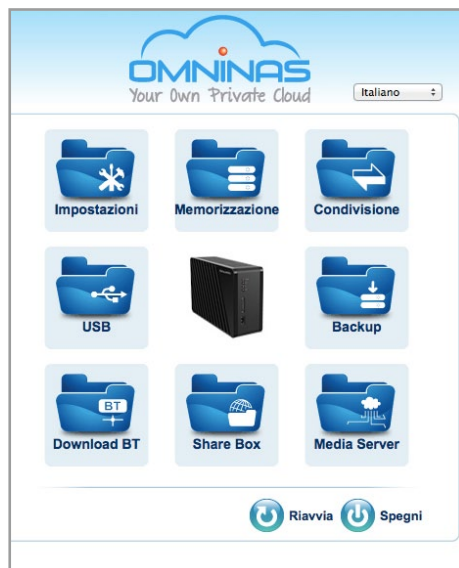 OMNINAS
Your Own Private Cloud
Italiano
Impostazioni
Memorizzazione
Condivisione
USB
Backup
BT
Download BT
Share Box
Media Server
Riavvia
Spegni